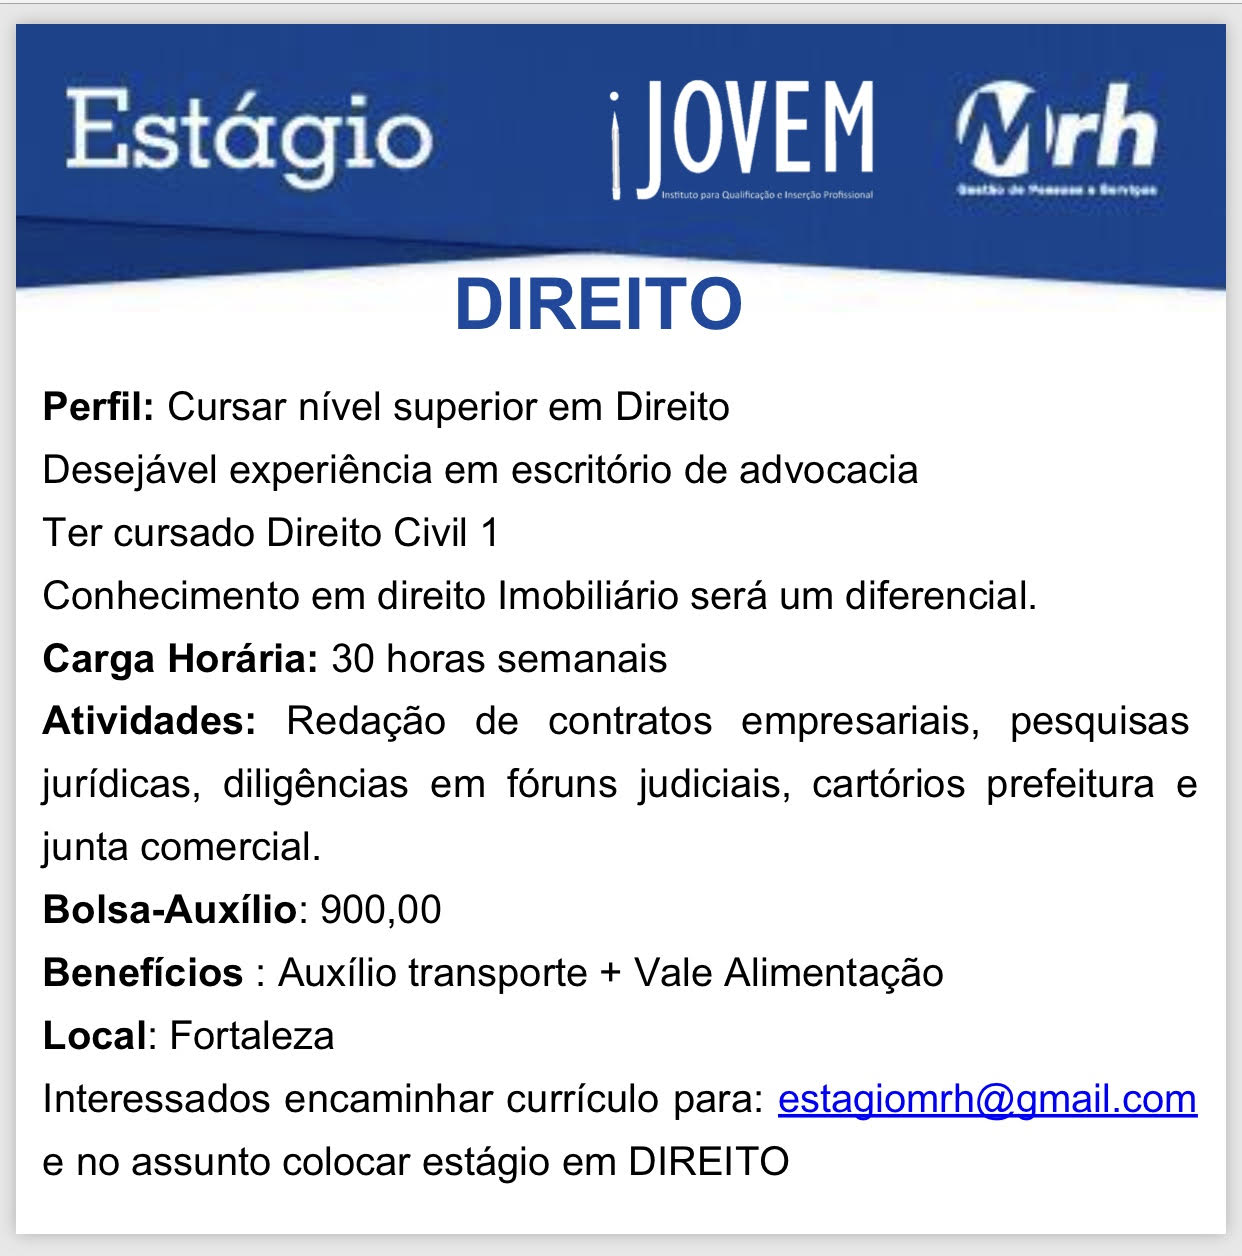 Estágio
JOVEM
Instituto para Qualificação e Inserção Profissional
Mrh
Gestão de Pessoas e Serviços
DIREITO
Perfil: Cursar nível superior em Direito
Desejável experiência em escritório de advocacia
Ter cursado Direito Civil 1
Conhecimento em direito Imobiliário será um diferencial.
Carga Horária: 30 horas semanais
Atividades: Redação de contratos empresariais, pesquisas
jurídicas, diligências em fóruns judiciais, cartórios prefeitura e
junta comercial.
Bolsa-Auxílio: 900,00
Benefícios : Auxílio transporte + Vale Alimentação
Local: Fortaleza
Interessados encaminhar currículo para: estagiomrh@gmail.com
e no assunto colocar estágio em DIREITO